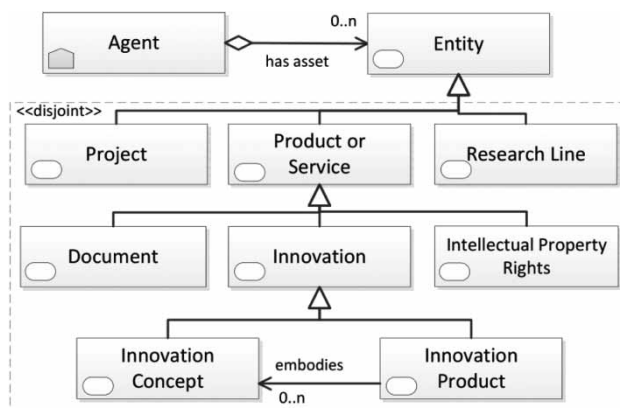 0..n
Agent
Entity
has asset
<<disjoint>>
Project
Product or
Service
Research Line
Document
Innovation
Intellectual Property
Rights
Innovation
Concept
embodies
0..n
Innovation
Product